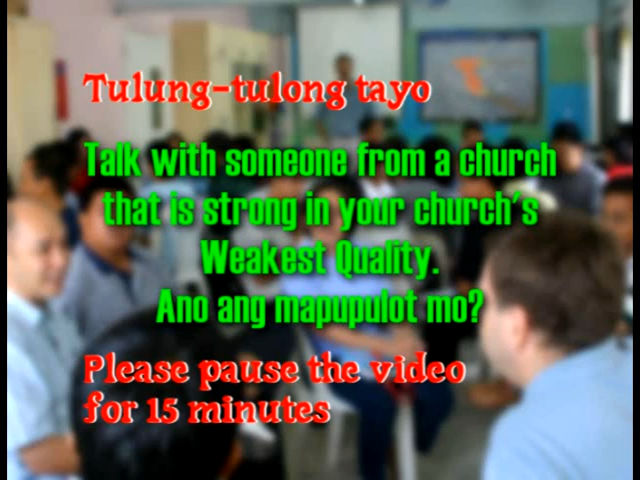 Tulung-tulong tayo
Talk with someone from a church
that is strong in your church's
Weakest Quality.
Ano ang mapupulot mo?
Please pause the video
for 15 minutes